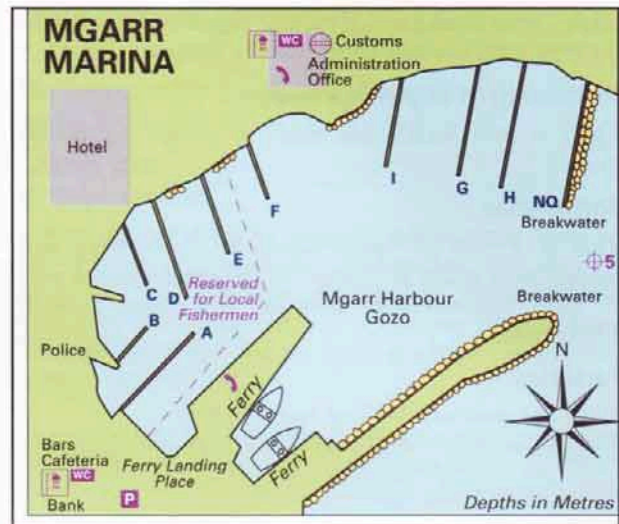 MGARR
MARINA
WC
Customs
Administration
Office
Hotel
I
G
H
NQ
Breakwater
F
E
5
Reserved
for Local
Fishermen
C
D
B
A
Mgarr Harbour
Gozo
Breakwater
Police
N
Ferry
Ferry
Bars
Cafeteria
WC
Bank
Ferry Landing
Place
P
Depths in Metres